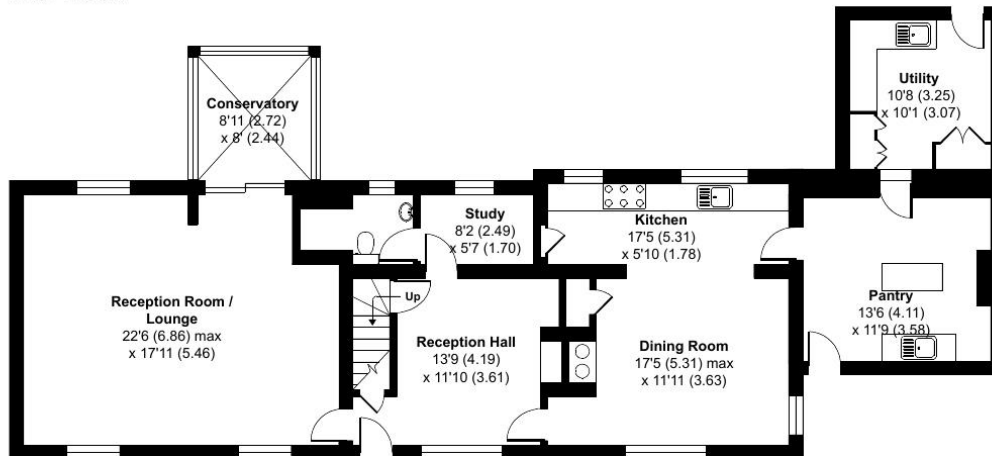 Conservatory
8'11 (2.72)
x 8' (2.44)
Utility
10'8 (3.25)
x 10'1 (3.07)
Study
8'2 (2.49)
x 5'7 (1.70)
Kitchen
17'5 (5.31)
x 5'10 (1.78)
Reception Room /
Lounge
22'6 (6.86) max
x 17'11 (5.46)
Up
Reception Hall
13'9 (4.19)
x 11'10 (3.61)
Dining Room
17'5 (5.31) max
x 11'11 (3.63)
Pantry
13'6 (4.11)
x 11'9 (3.58)